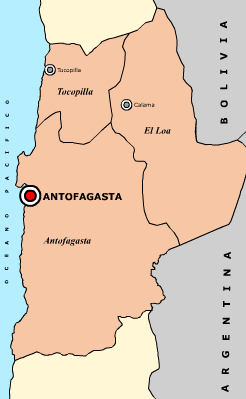 Tocopilla
Tocopilla
Calama
El Loa
BOLIVIA
OCEANO PACIFICO
ANTOFAGASTA
Antofagasta
ARGENTINA